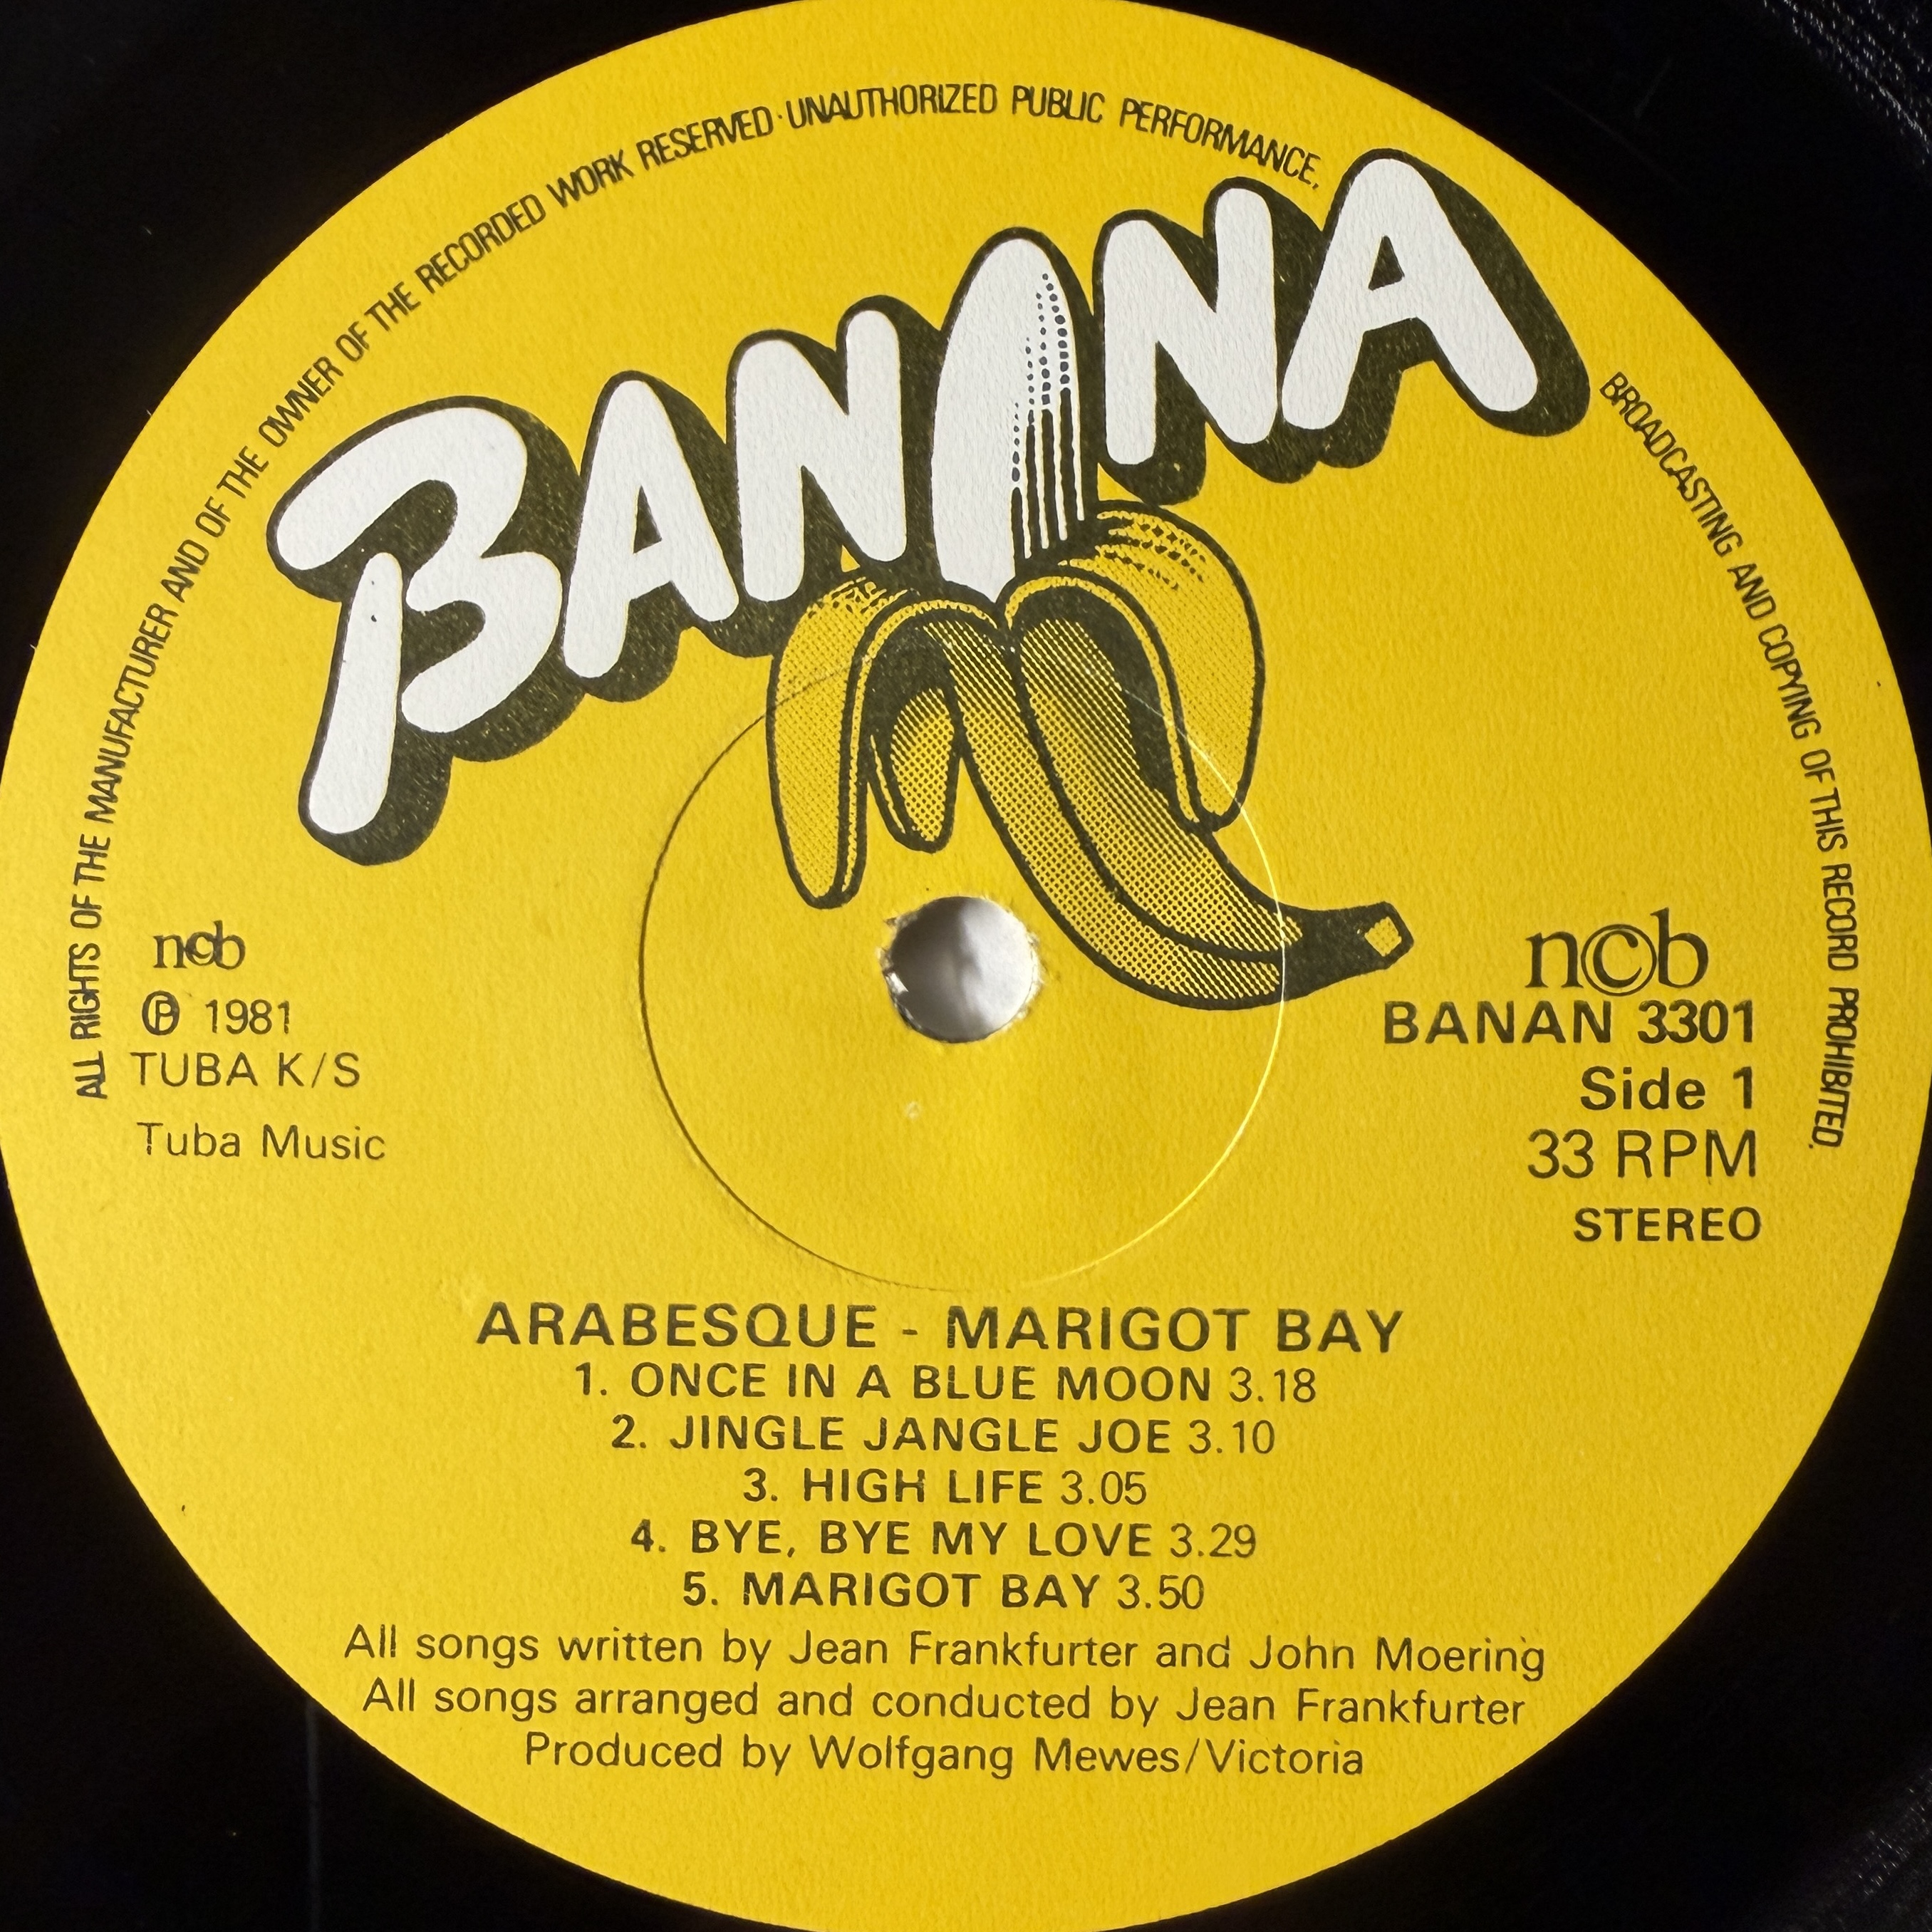 ALL RIGHTS OF THE MANUFACTURER AND OF THE OWNER OF THE RECORDED WORK RESERVED · UNAUTHORIZED PUBLIC PERFORMANCE, BROADCASTING AND COPYING OF THIS RECORD PROHIBITED.
BANANA
ncb
℗ 1981
TUBA K/S
Tuba Music
n©b
BANAN 3301
Side 1
33 RPM
STEREO
ARABESQUE - MARIGOT BAY
1. ONCE IN A BLUE MOON 3.18
2. JINGLE JANGLE JOE 3.10
3. HIGH LIFE 3.05
4. BYE, BYE MY LOVE 3.29
5. MARIGOT BAY 3.50
All songs written by Jean Frankfurter and John Moering
All songs arranged and conducted by Jean Frankfurter
Produced by Wolfgang Mewes/Victoria